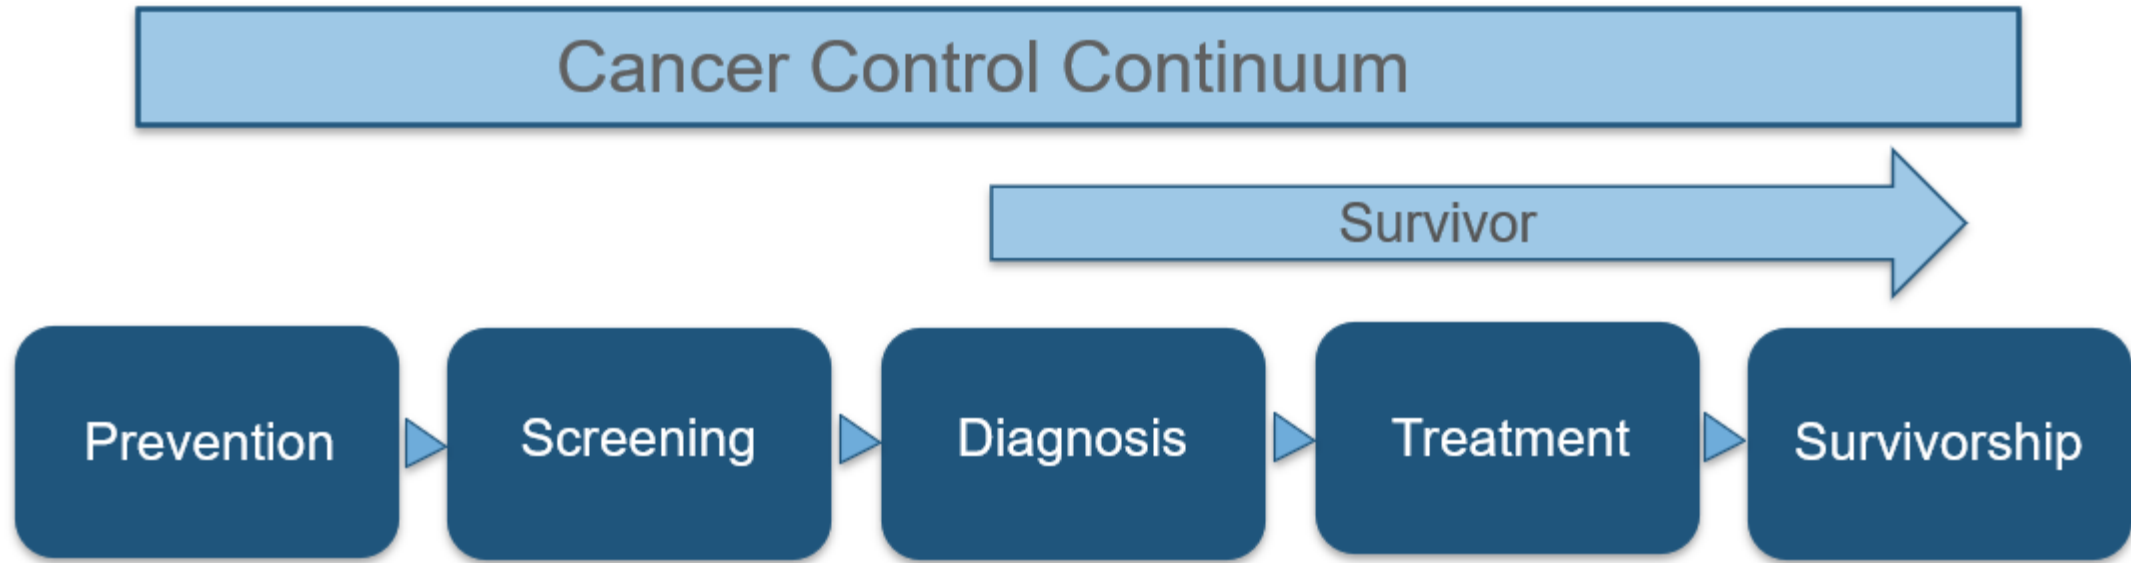 Cancer Control Continuum
Survivor
Prevention
Screening
Diagnosis
Treatment
Survivorship